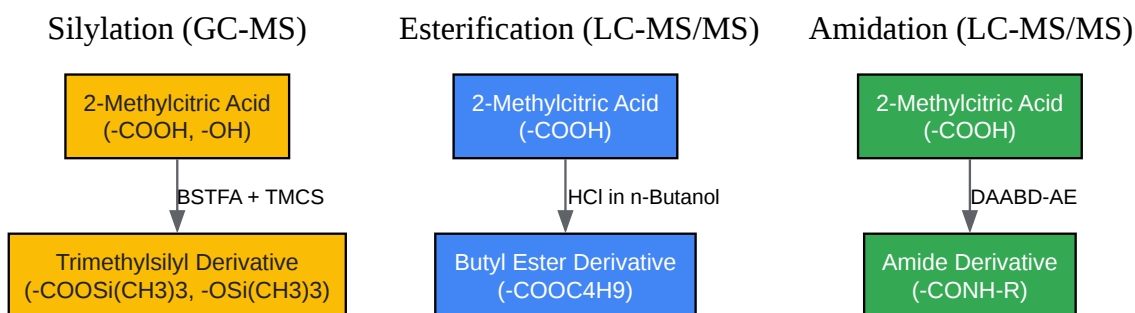 Silylation (GC-MS)
Esterification (LC-MS/MS)
Amidation (LC-MS/MS)
2-Methylcitric Acid
(-COOH, -OH)
2-Methylcitric Acid
(-COOH)
2-Methylcitric Acid
(-COOH)
BSTFA + TMCS
HCl in n-Butanol
DAABD-AE
Trimethylsilyl Derivative
(-COOSi(CH3)3, -OSi(CH3)3)
Butyl Ester Derivative
(-COOC4H9)
Amide Derivative
(-CONH-R)